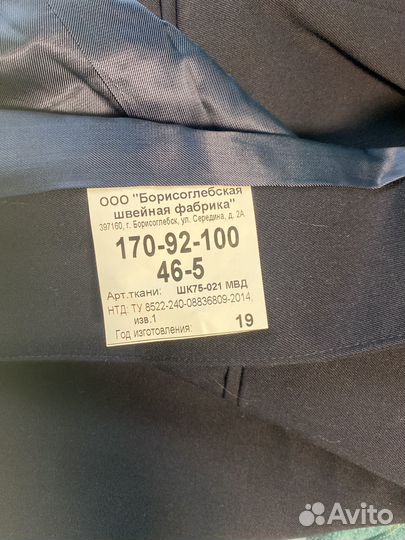 ООО "Борисоглебская
швейная фабрика"
397160, г. Борисоглебск, ул. Середина, д. 2А
170-92-100
46-5
Арт.ткани: ШК75-021 МВД
НТД: ТУ 8522-240-08836809-2014;
изв.1
Год изготовления: 19
Avito